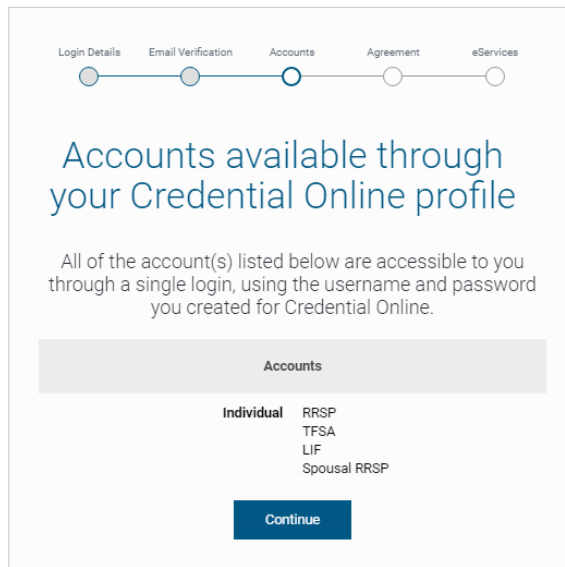 Login Details Email Verification Accounts Agreement eServices
Accounts available through
your Credential Online profile
All of the account(s) listed below are accessible to you
through a single login, using the username and password
you created for Credential Online.
Accounts
Individual RRSP
TFSA
LIF
Spousal RRSP
Continue